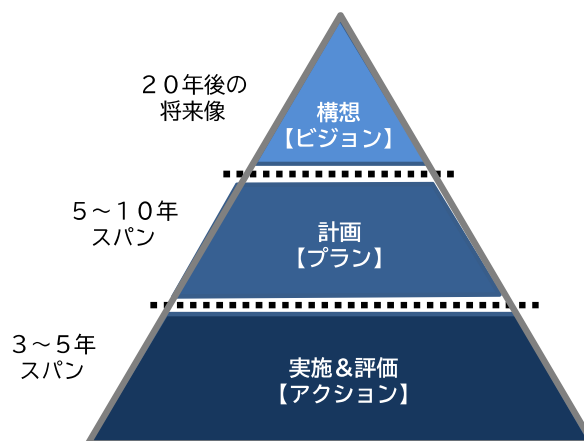 ２０年後の
将来像
構想
【ビジョン】
５～１０年
スパン
計画
【プラン】
３～５年
スパン
実施＆評価
【アクション】